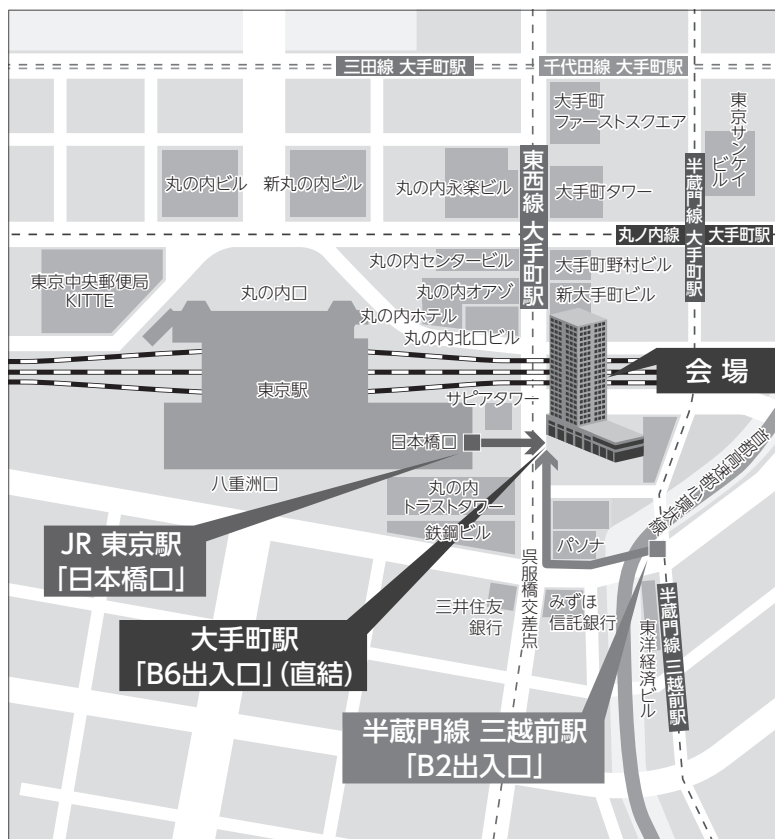 三田線 大手町駅
千代田線 大手町駅
大手町
ファーストスクエア
東京サンケイ
ビル
丸の内ビル
新丸の内ビル
丸の内永楽ビル
東西線 大手町駅
大手町タワー
半蔵門線 大手町駅
丸ノ内線
大手町駅
東京中央郵便局
KITTE
丸の内口
丸の内センタービル
大手町野村ビル
丸の内オアゾ
新大手町ビル
丸の内ホテル
丸の内北口ビル
会場
東京駅
サピアタワー
日本橋口
首都高速都心環状線
八重洲口
丸の内
トラストタワー
鉄鋼ビル
パソナ
JR 東京駅
「日本橋口」
呉服橋交差点
三井住友
銀行
みずほ
信託銀行
東洋経済ビル
半蔵門線 三越前駅
大手町駅
「B6出入口」(直結)
半蔵門線 三越前駅
「B2出入口」